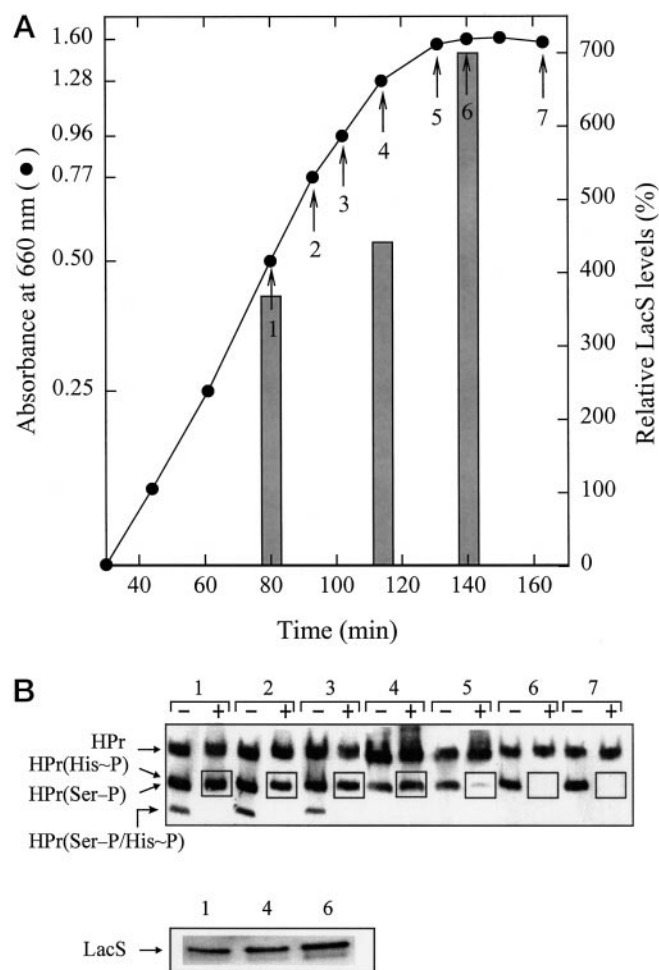 A
Absorbance at 660 nm (●)
1.60
1.28
0.96
0.77
0.50
0.25
700
600
500
400
300
200
100
0
Relative LacS levels (%)
1
2
3
4
5
6
7
40 60 80 100 120 140 160
Time (min)
B
1 2 3 4 5 6 7
– + – + – + – + – + – + – +
HPr
HPr(His~P)
HPr(Ser–P)
HPr(Ser–P/His~P)
1 4 6
LacS